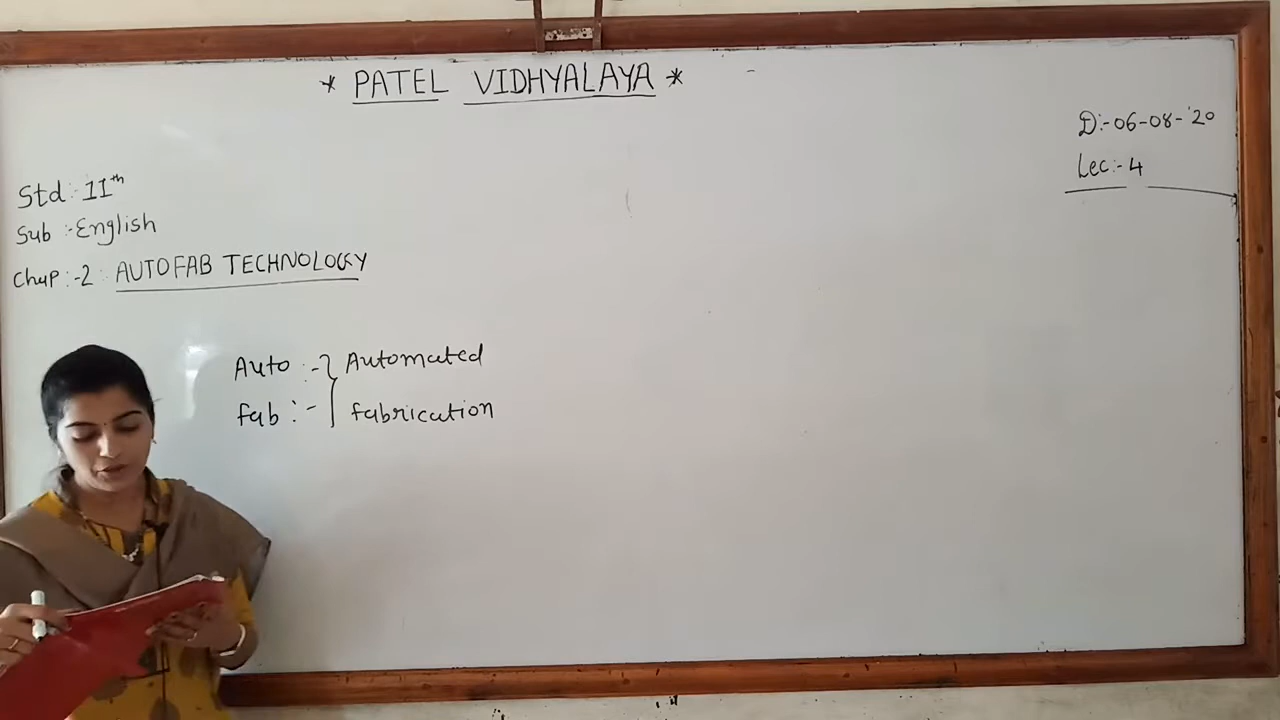 * PATEL VIDHYALAYA *
D:-06-08-'20
Lec:-4
Std:-11th
Sub:-English
Chap:-2: AUTOFAB TECHNOLOGY
Auto:-} Automated
fab:-} fabrication